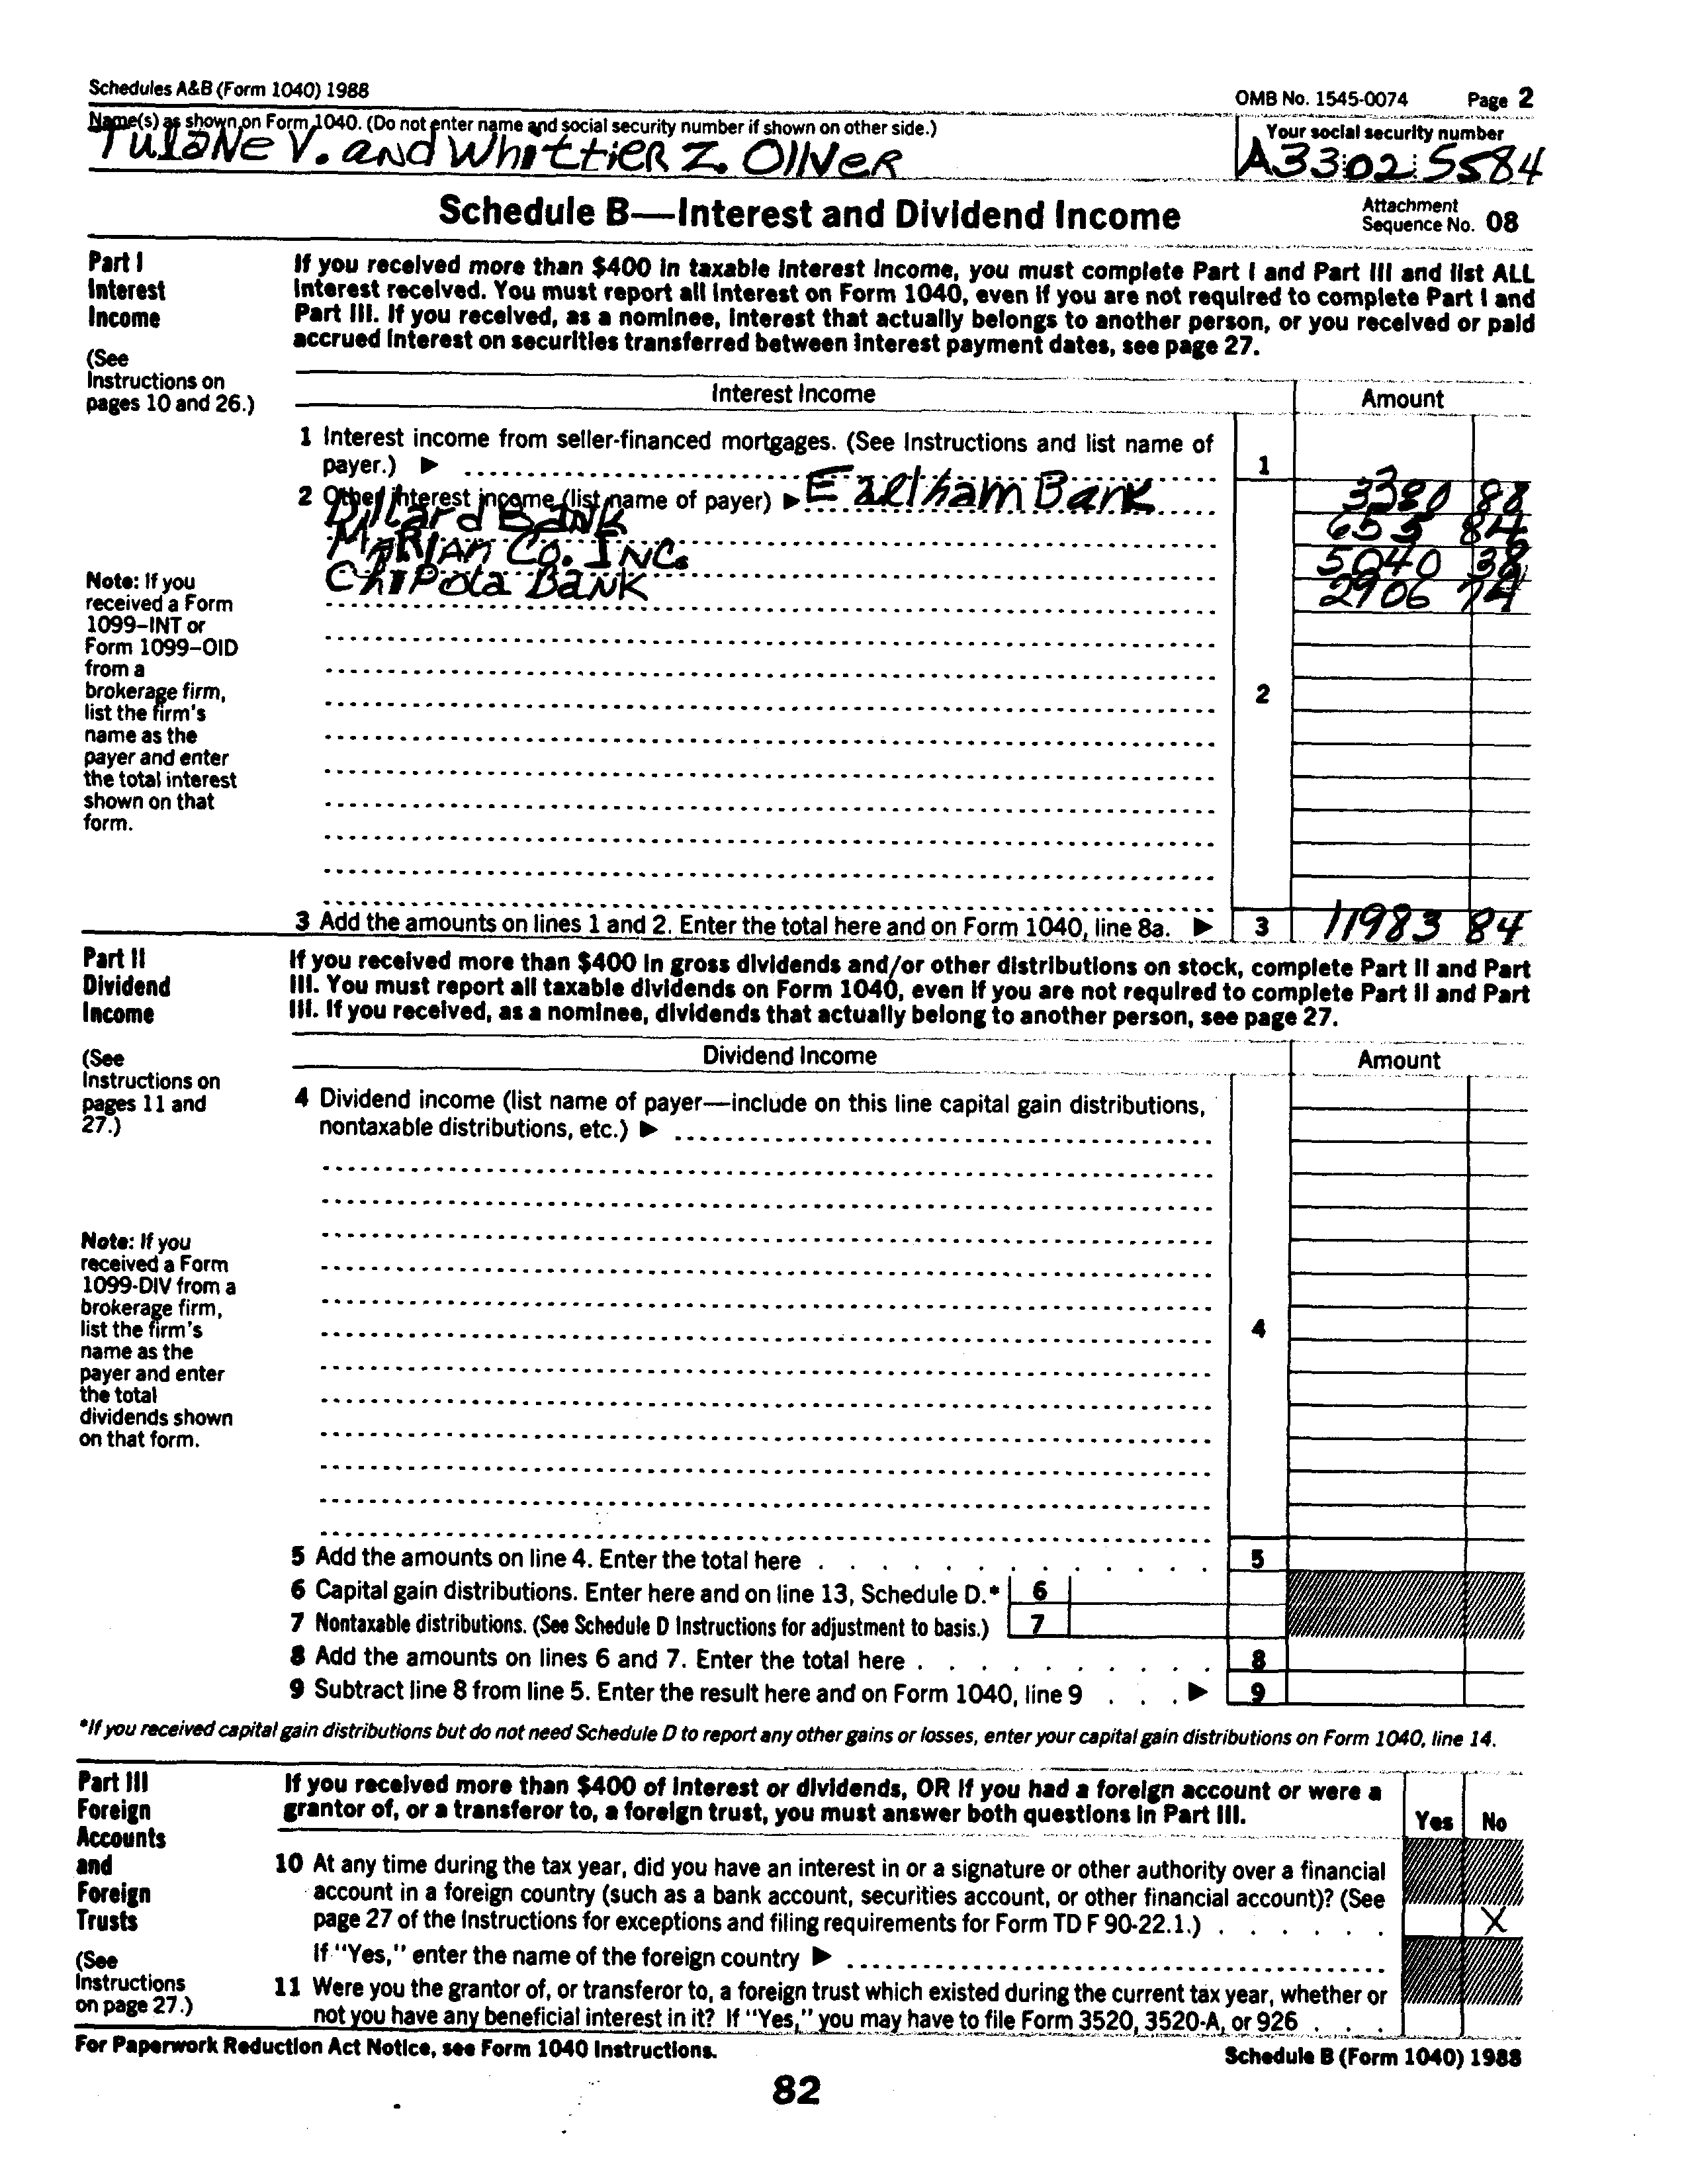 Schedules A&B (Form 1040) 1988
OMB No. 1545-0074 Page 2
Name(s) as shown on Form 1040. (Do not enter name and social security number if shown on other side.)
Your social security number
Tulane V. and Whittier Z. Oliver
A3302 5584
Schedule B—Interest and Dividend Income
Attachment
Sequence No. 08
Part I
Interest
Income
(See
Instructions on
pages 10 and 26.)
If you received more than $400 in taxable interest income, you must complete Part I and Part III and list ALL
interest received. You must report all interest on Form 1040, even if you are not required to complete Part I and
Part III. If you received, as a nominee, interest that actually belongs to another person, or you received or paid
accrued interest on securities transferred between interest payment dates, see page 27.
Interest Income Amount
1 Interest income from seller-financed mortgages. (See Instructions and list name of
payer.) ▶ 1
2 Other interest income (list name of payer) ▶ Earlham Bank 3380 88
Dillard Bank 655 84
Marian Co. Inc. 5040 38
Chipola Bank 2906 74
2
Note: If you
received a Form
1099–INT or
Form 1099–OID
from a
brokerage firm,
list the firm's
name as the
payer and enter
the total interest
shown on that
form.
3 Add the amounts on lines 1 and 2. Enter the total here and on Form 1040, line 8a. ▶ 3 11983 84
Part II
Dividend
Income
(See
Instructions on
pages 11 and
27.)
If you received more than $400 in gross dividends and/or other distributions on stock, complete Part II and Part
III. You must report all taxable dividends on Form 1040, even if you are not required to complete Part II and Part
III. If you received, as a nominee, dividends that actually belong to another person, see page 27.
Dividend Income Amount
4 Dividend income (list name of payer—include on this line capital gain distributions,
nontaxable distributions, etc.) ▶
4
Note: If you
received a Form
1099-DIV from a
brokerage firm,
list the firm's
name as the
payer and enter
the total
dividends shown
on that form.
5 Add the amounts on line 4. Enter the total here 5
6 Capital gain distributions. Enter here and on line 13, Schedule D.* 6
7 Nontaxable distributions. (See Schedule D Instructions for adjustment to basis.) 7
8 Add the amounts on lines 6 and 7. Enter the total here 8
9 Subtract line 8 from line 5. Enter the result here and on Form 1040, line 9 ▶ 9
*If you received capital gain distributions but do not need Schedule D to report any other gains or losses, enter your capital gain distributions on Form 1040, line 14.
Part III
Foreign
Accounts
and
Foreign
Trusts
(See
Instructions
on page 27.)
If you received more than $400 of interest or dividends, OR if you had a foreign account or were a
grantor of, or a transferor to, a foreign trust, you must answer both questions in Part III.
Yes No
10 At any time during the tax year, did you have an interest in or a signature or other authority over a financial
account in a foreign country (such as a bank account, securities account, or other financial account)? (See
page 27 of the Instructions for exceptions and filing requirements for Form TD F 90-22.1.) X
If "Yes," enter the name of the foreign country ▶
11 Were you the grantor of, or transferor to, a foreign trust which existed during the current tax year, whether or
not you have any beneficial interest in it? If "Yes," you may have to file Form 3520, 3520-A, or 926
For Paperwork Reduction Act Notice, see Form 1040 Instructions.
Schedule B (Form 1040) 1988
82